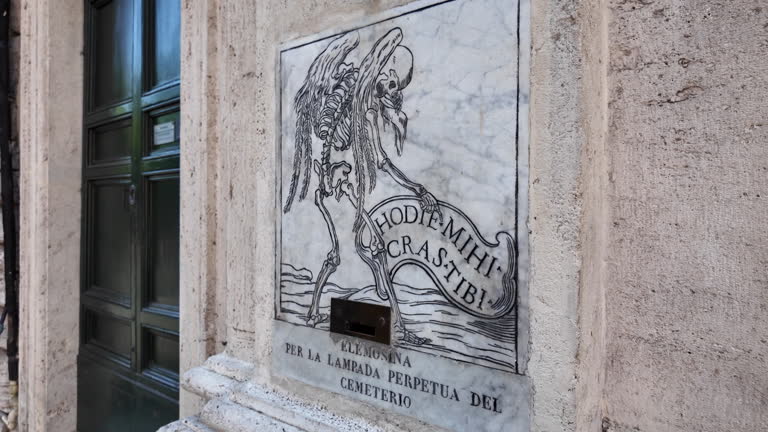 HODIE·MIHI·
CRAS·TIBI·
ELEMOSINA
PER LA LAMPADA PERPETUA DEL
CEMETERIO